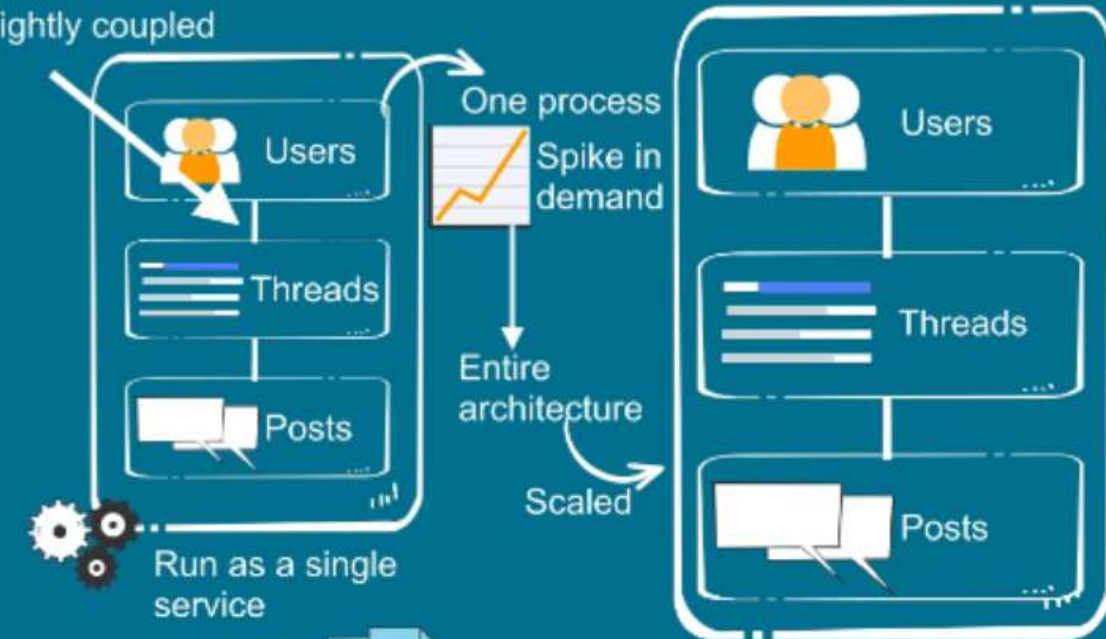 ightly coupled
Users
Threads
Posts
Run as a single
service
One process
Spike in
demand
Entire
architecture
Scaled
Users
Threads
Posts